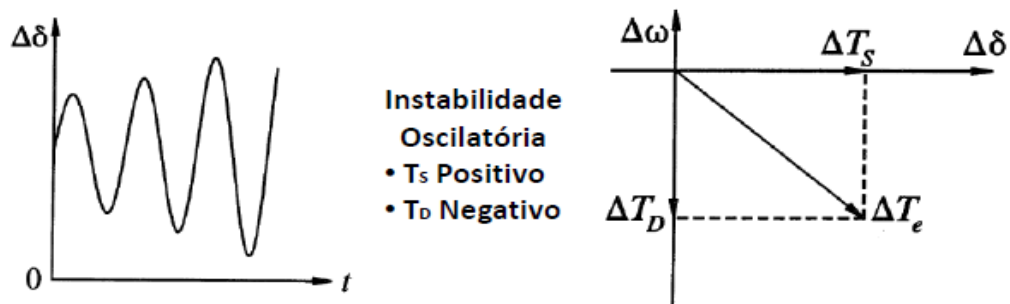 Δδ
0
t
Instabilidade
Oscilatória
• Ts Positivo
• TD Negativo
Δω
ΔTS
Δδ
ΔTD
ΔTe